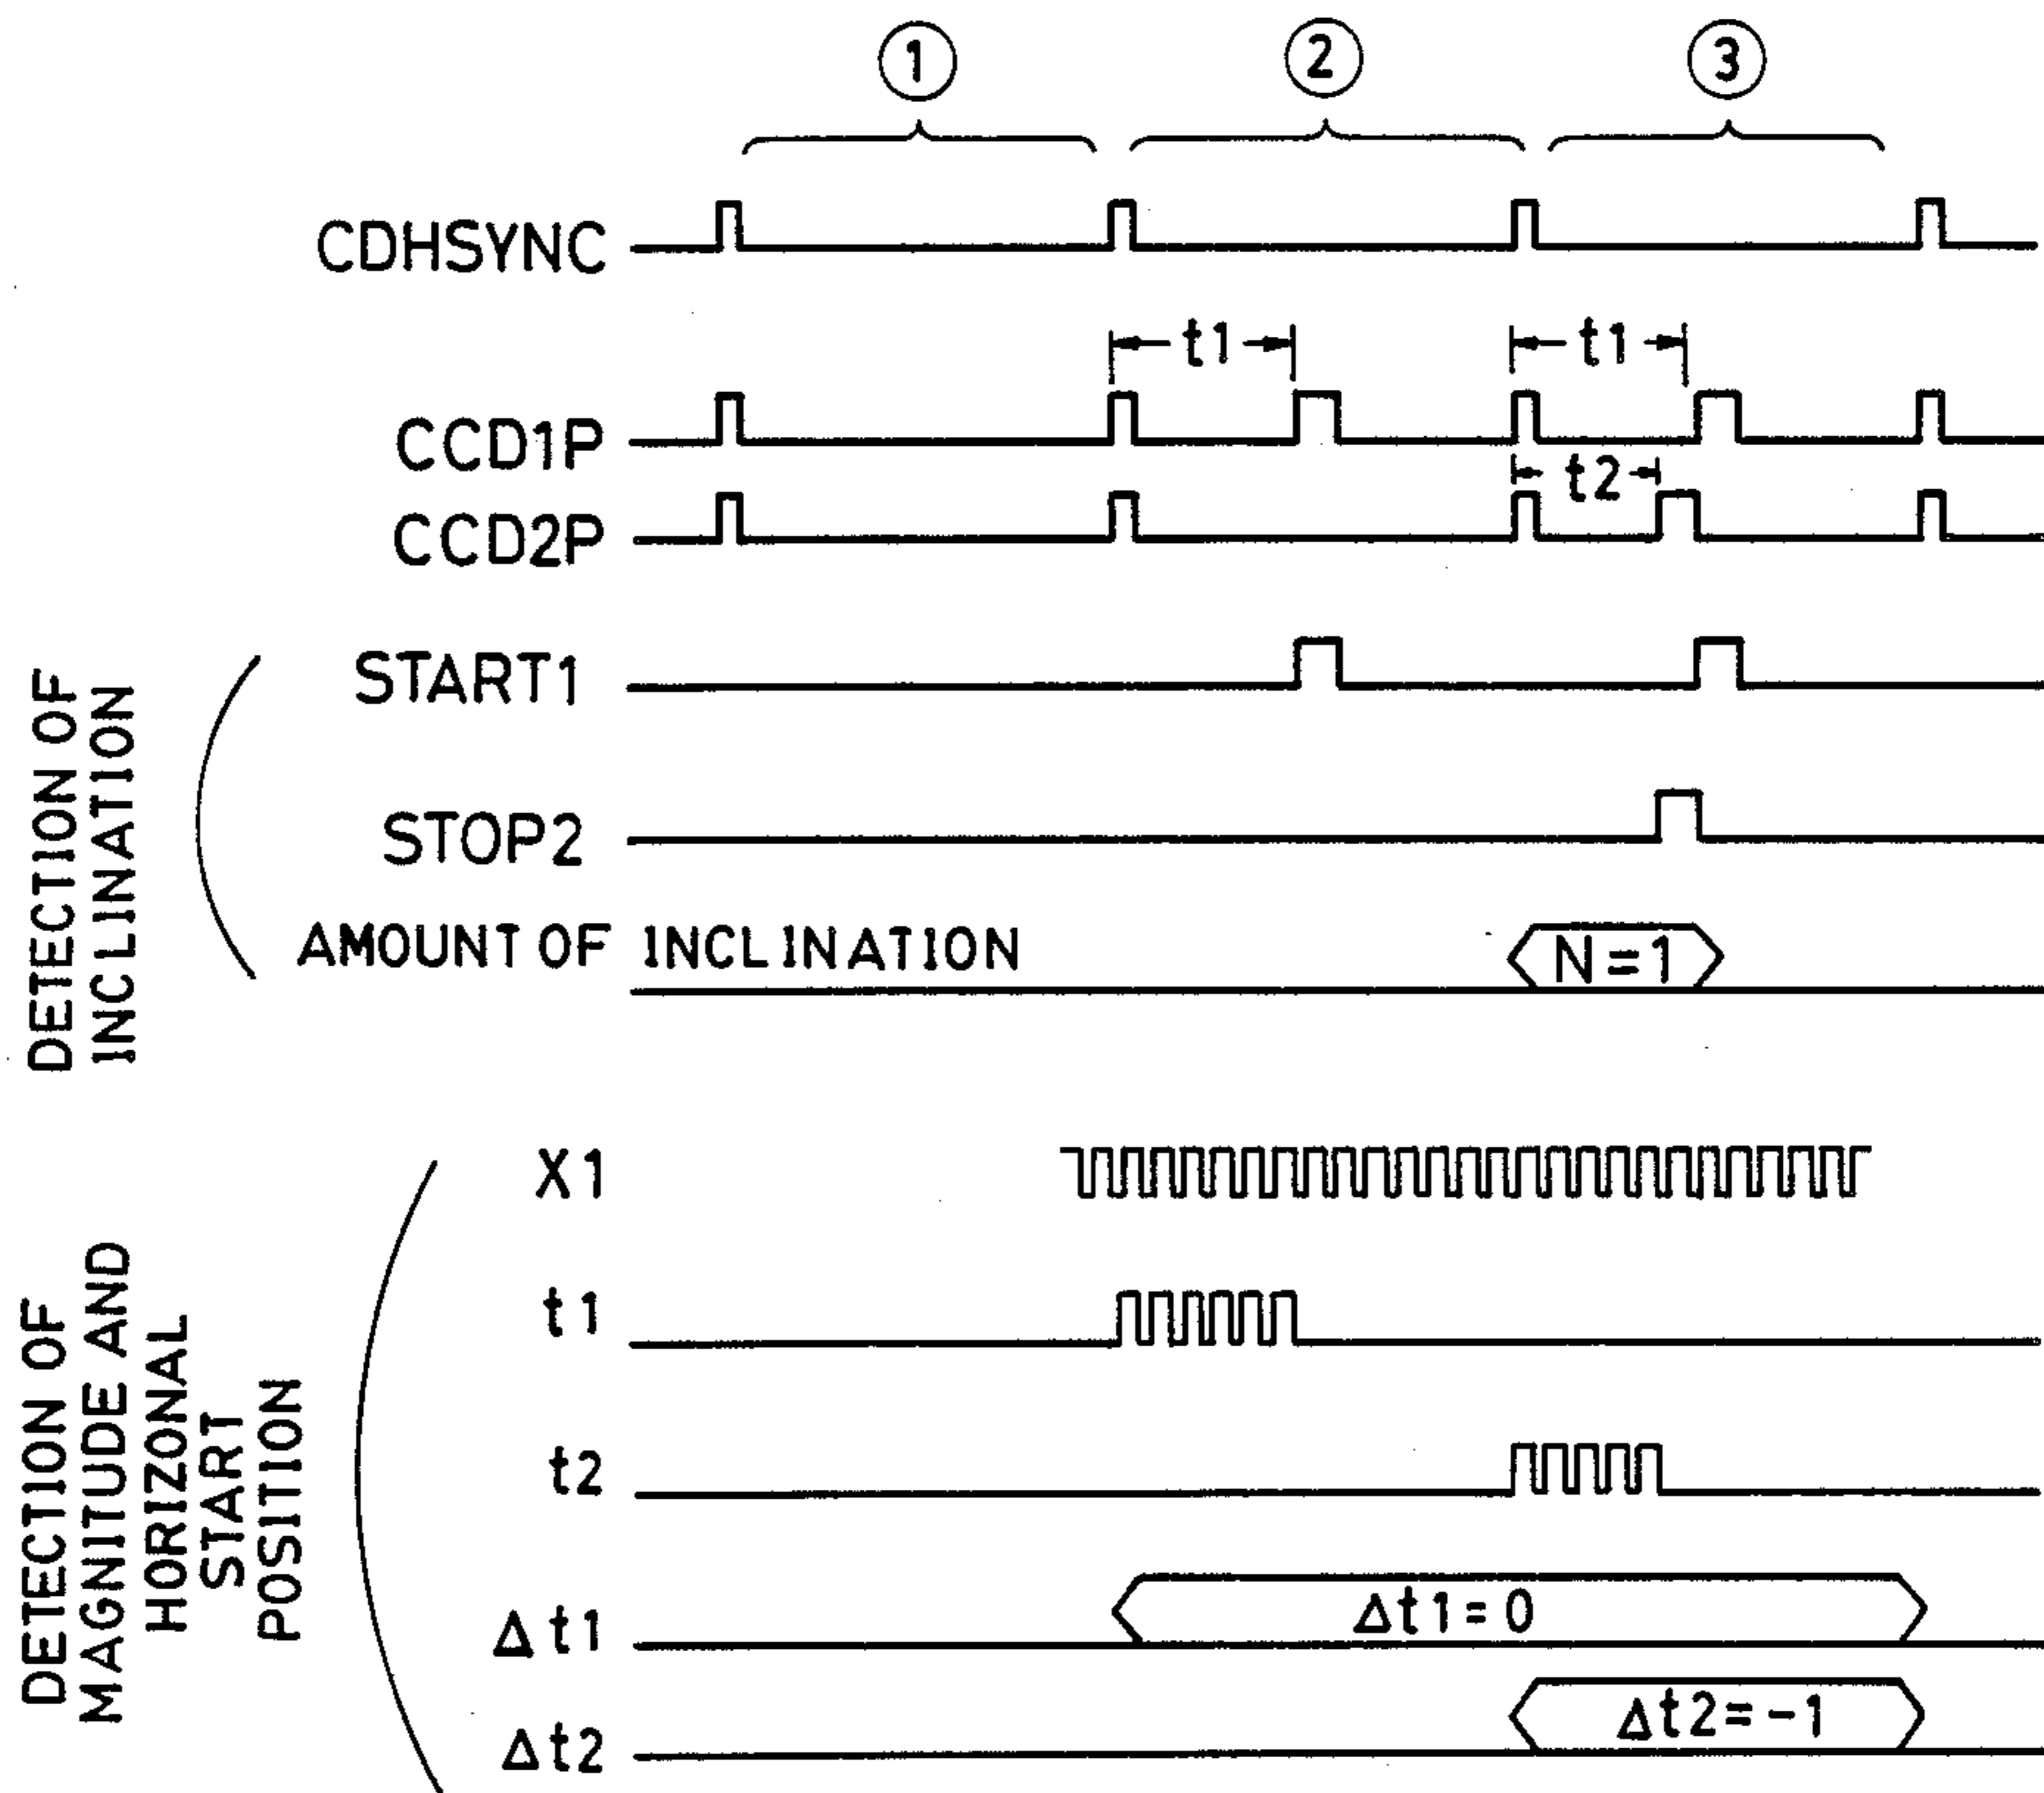 ① ② ③
CDHSYNC
t1 t1
CCD1P
t2
CCD2P
DETECTION OF
INCLINATION
START1
STOP2
AMOUNT OF INCLINATION
N=1
DETECTION OF
MAGNITUDE AND
HORIZONAL
START
POSITION
X1
t1
t2
Δt1
Δt1=0
Δt2
Δt2=-1